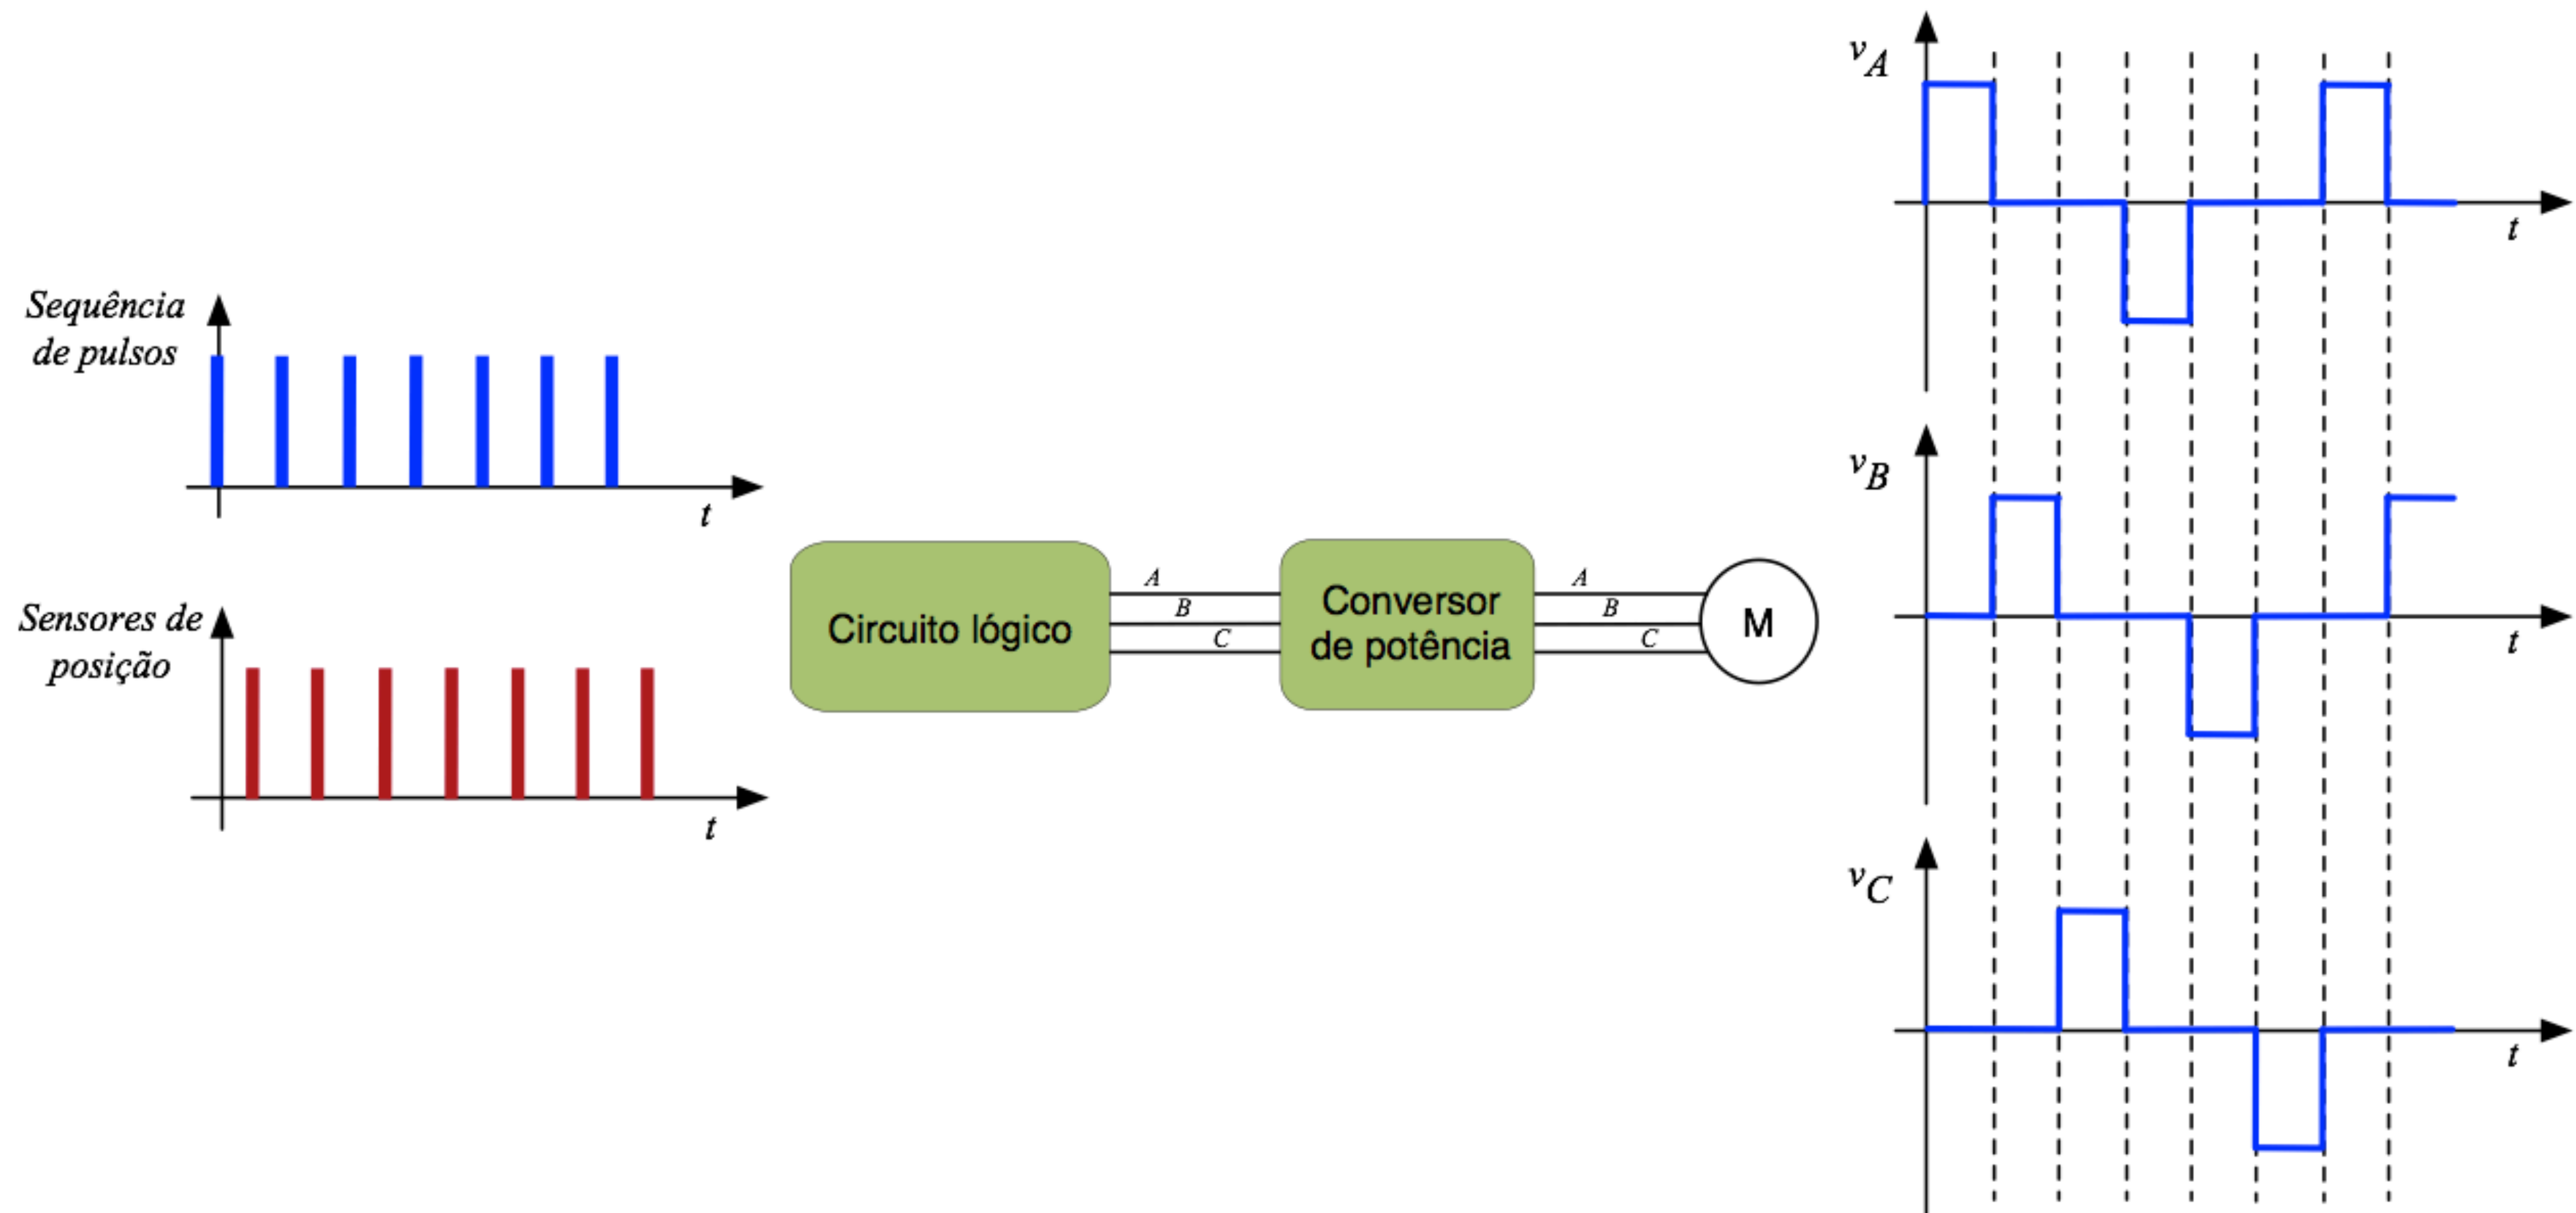 Sequência
de pulsos
t
Sensores de
posição
t
Circuito lógico
A
B
C
Conversor
de potência
A
B
C
M
vA
t
vB
t
vC
t